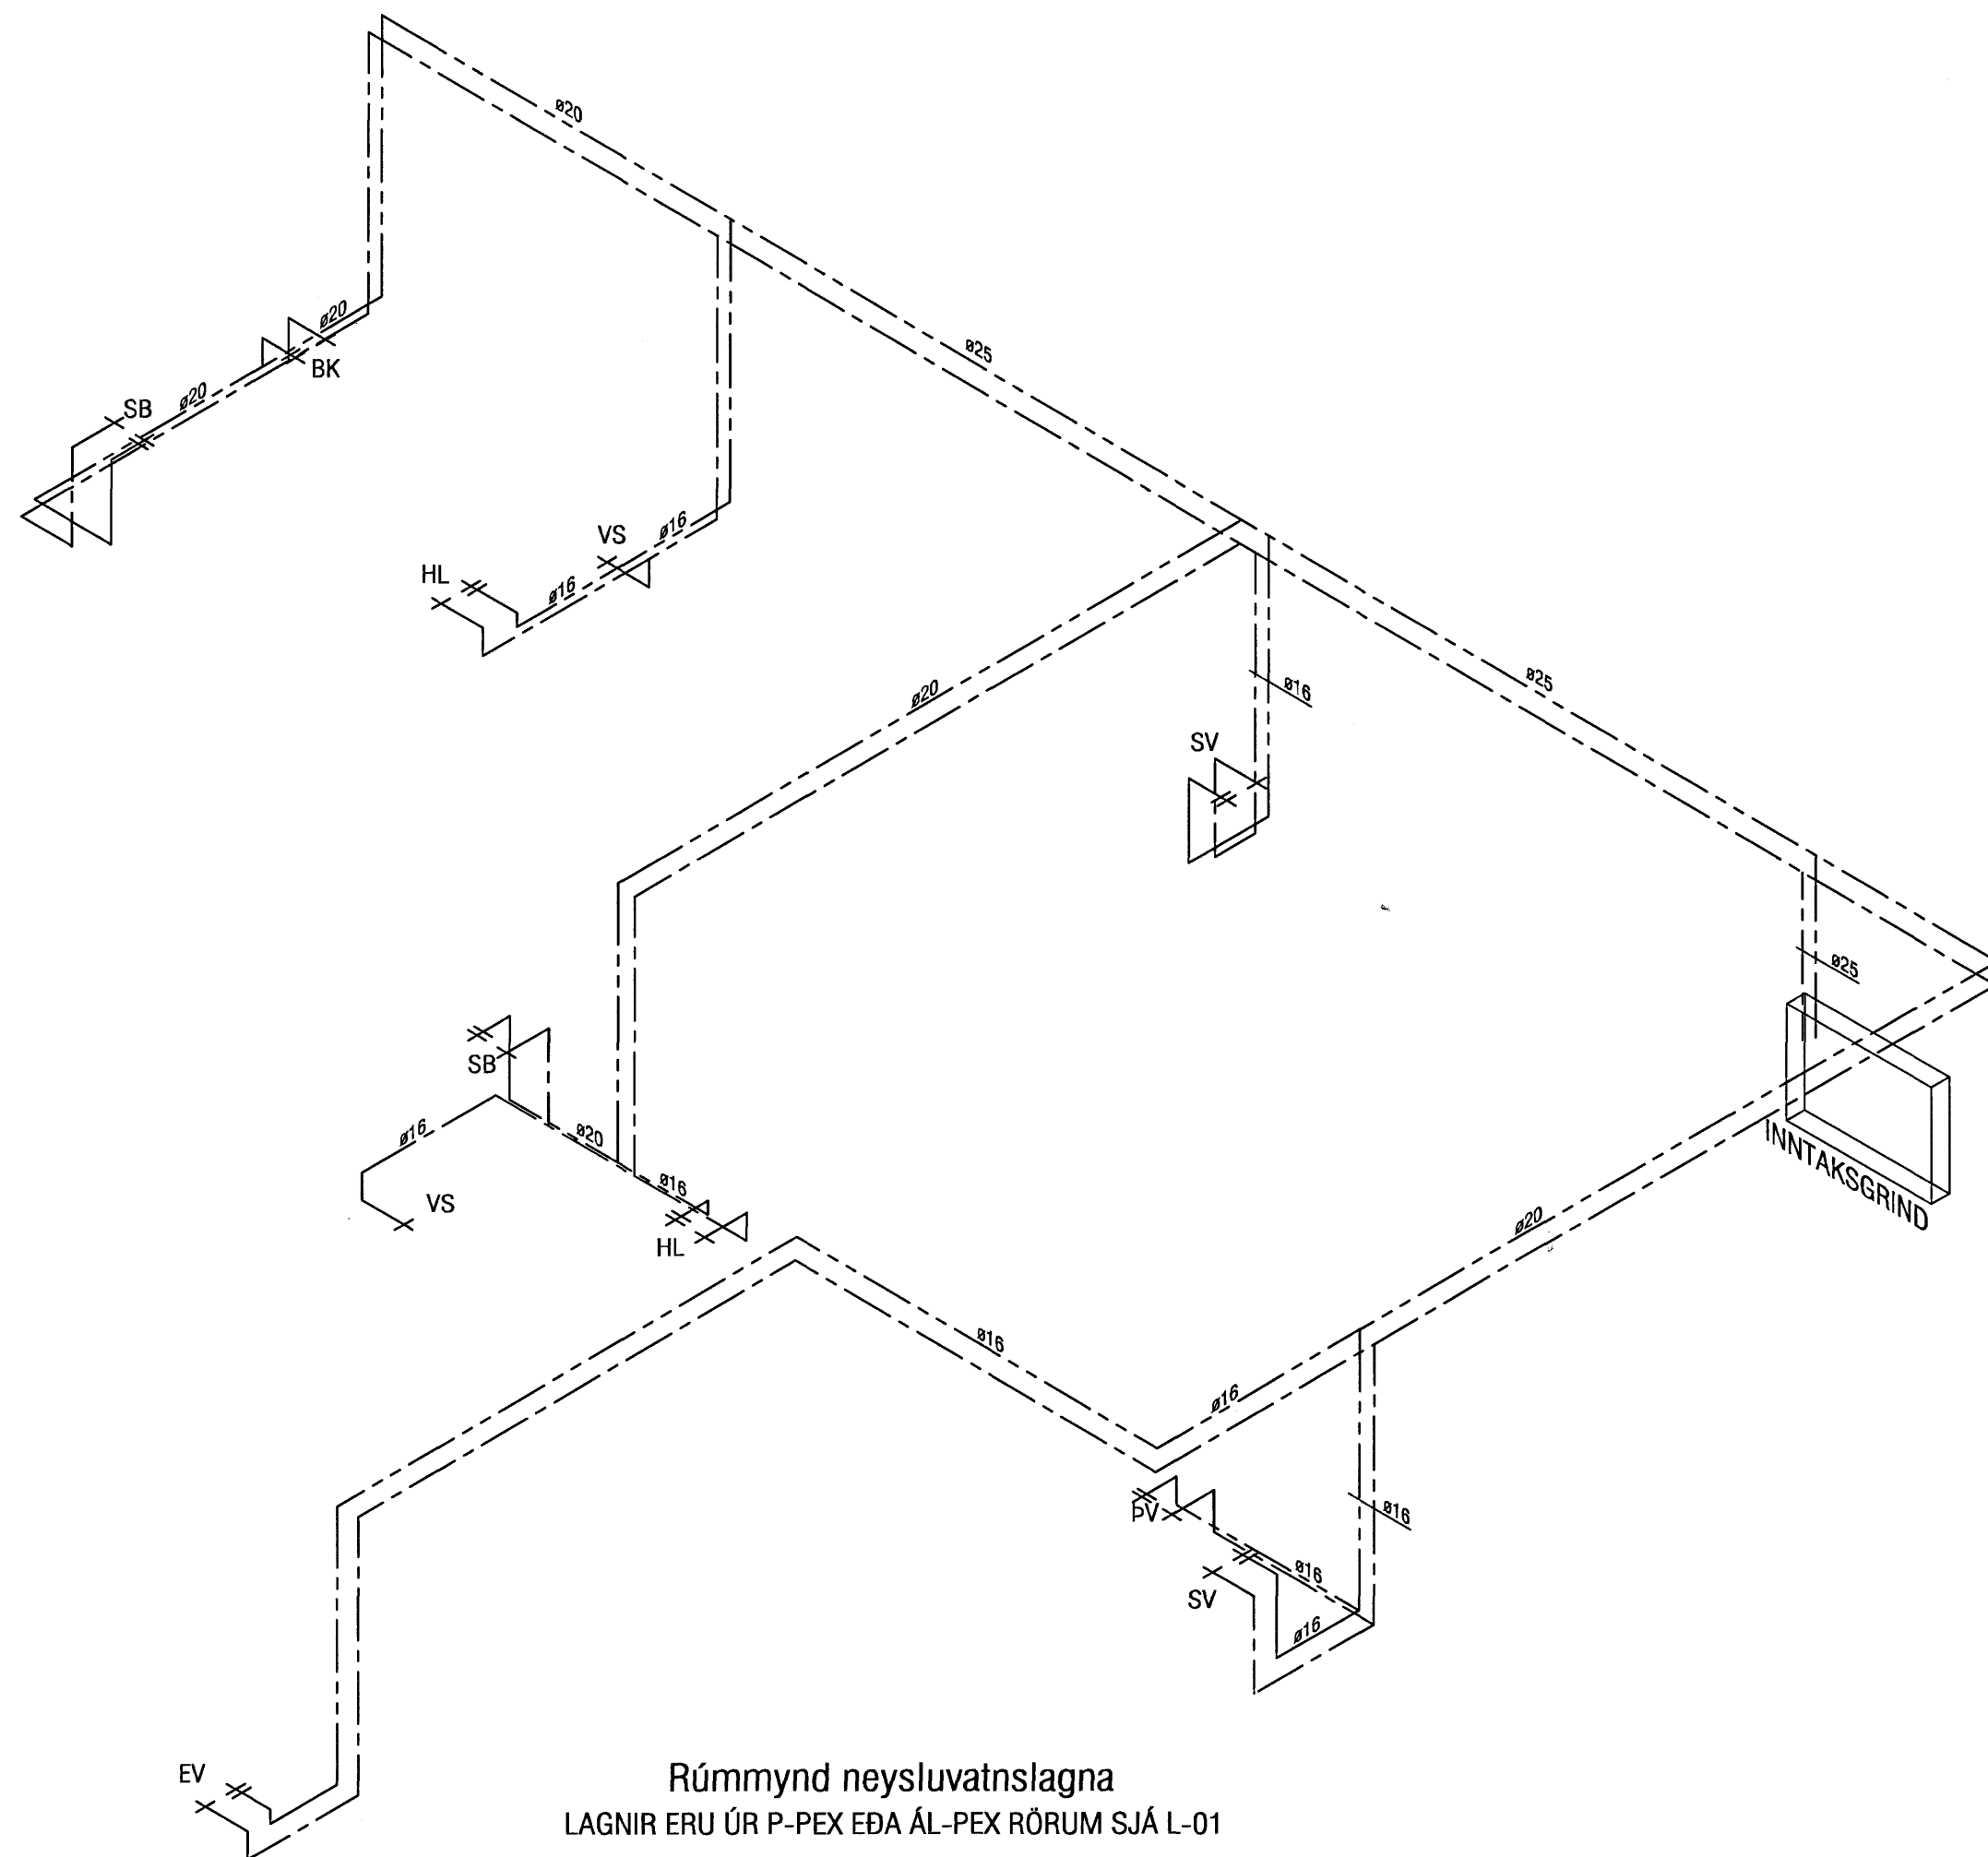 ø20
ø20
BK
SB
ø20
ø25
VS
ø16
HL
ø16
ø20
ø16
ø25
SV
ø25
SB
ø20
ø16
ø16
VS
HL
INNTAKSGRIND
ø20
ø16
ø16
ÞV
ø16
ø16
SV
ø16
EV
Rúmmynd neysluvatnslagna
LAGNIR ERU ÚR P-PEX EÐA ÁL-PEX RÖRUM SJÁ L-01